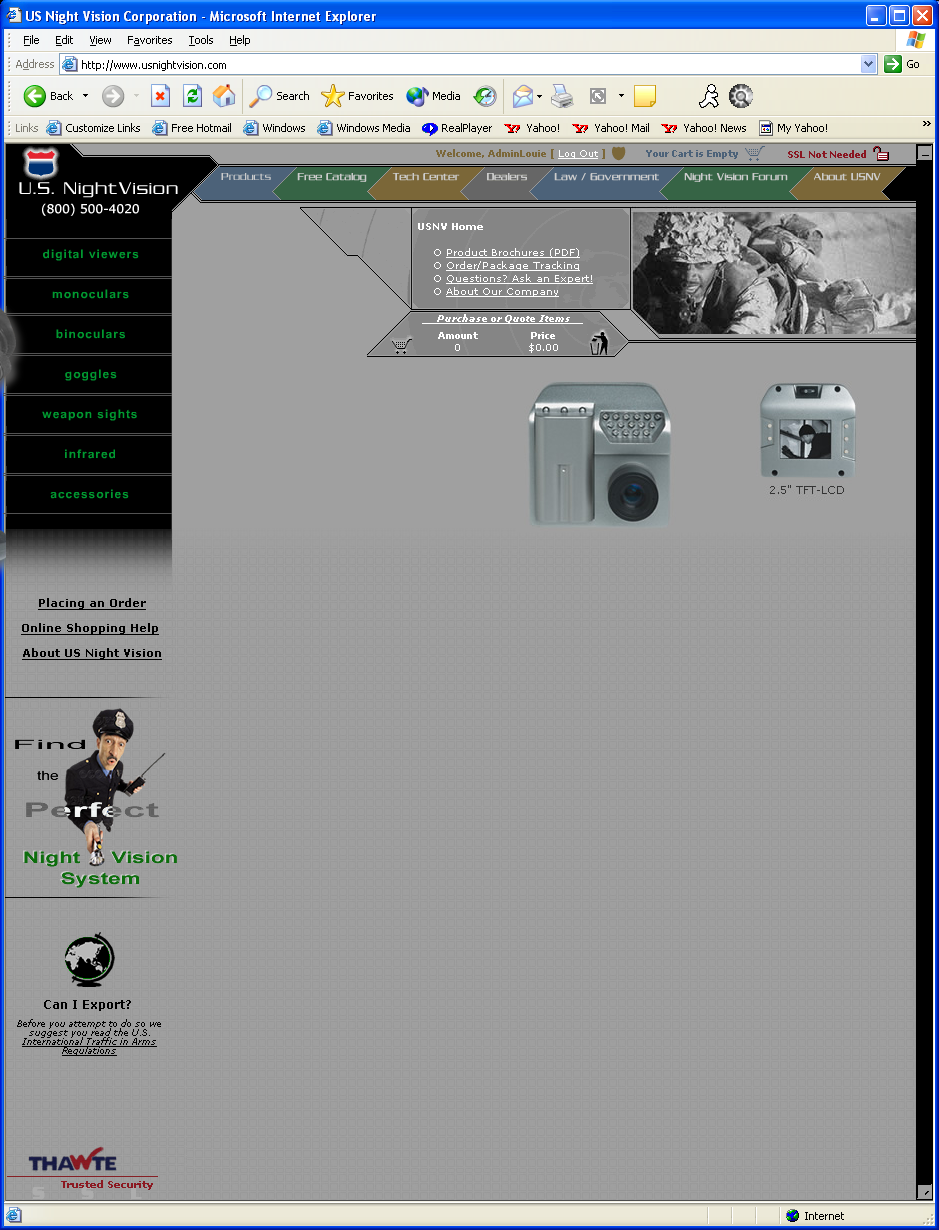 US Night Vision Corporation - Microsoft Internet Explorer
File Edit View Favorites Tools Help
Address http://www.usnightvision.com Go
Back Search Favorites Media
Links Customize Links Free Hotmail Windows Windows Media RealPlayer Yahoo! Yahoo! Mail Yahoo! News My Yahoo! »
Welcome, AdminLouie [ Log Out ] Your Cart is Empty SSL Not Needed
U.S. NightVision
(800) 500-4020
Products Free Catalog Tech Center Dealers Law / Government Night Vision Forum About USNV
USNV Home
Product Brochures (PDF)
Order/Package Tracking
Questions? Ask an Expert!
About Our Company
Purchase or Quote Items
Amount Price
0 $0.00
digital viewers
monoculars
binoculars
goggles
weapon sights
infrared
accessories
2.5" TFT-LCD
Placing an Order
Online Shopping Help
About US Night Vision
Find
the
Perfect
Night Vision
System
Can I Export?
Before you attempt to do so we
suggest you read the U.S.
International Traffic in Arms
Regulations
THAWTE
Trusted Security
S S L
Internet